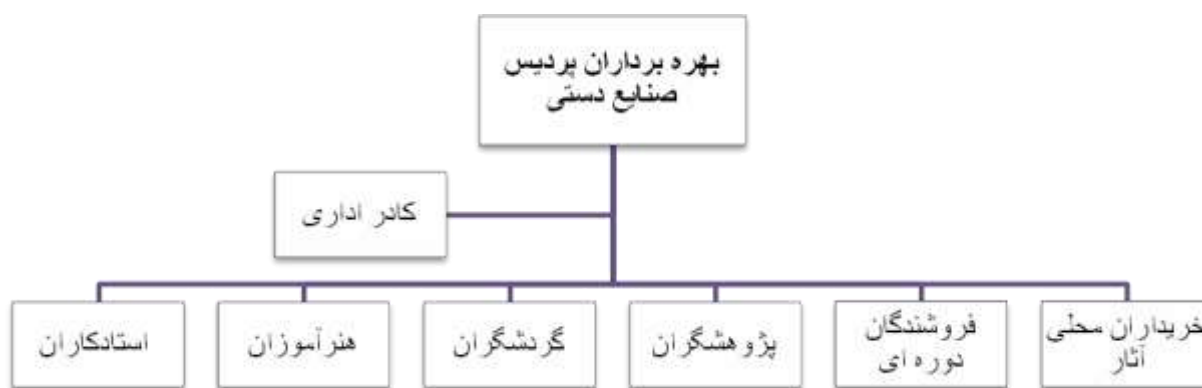 بهره برداران پردیس
صنایع دستی
کادر اداری
خریداران محلی
آثار
فروشندگان
دوره ای
پژوهشگران
گردشگران
هنرآموزان
استادکاران